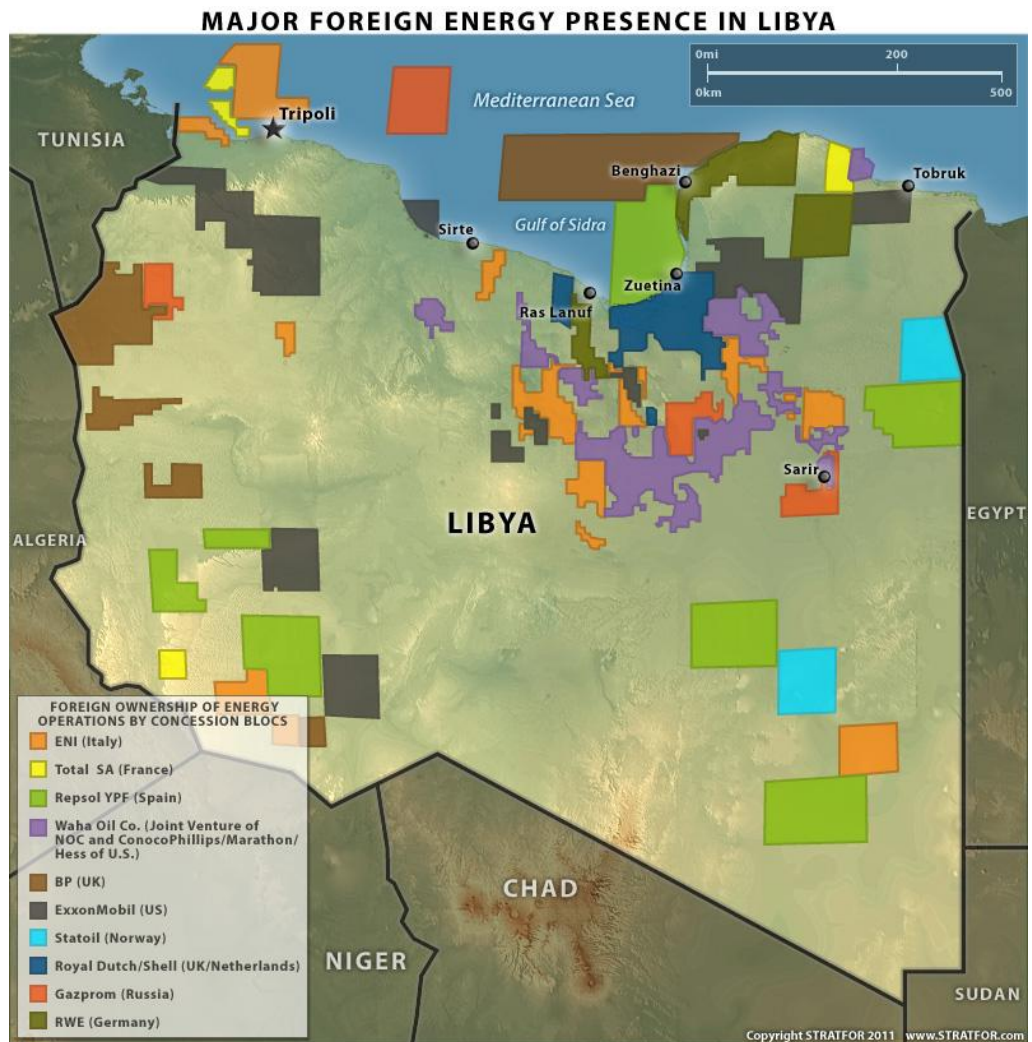 MAJOR FOREIGN ENERGY PRESENCE IN LIBYA
0mi 200
0km 500
Mediterranean Sea
Tripoli
TUNISIA
Benghazi
Tobruk
Gulf of Sidra
Sirte
Zuetina
Ras Lanuf
Sarir
LIBYA
EGYPT
ALGERIA
FOREIGN OWNERSHIP OF ENERGY
OPERATIONS BY CONCESSION BLOCS
ENI (Italy)
Total SA (France)
Repsol YPF (Spain)
Waha Oil Co. (Joint Venture of
NOC and ConocoPhillips/Marathon/
Hess of U.S.)
BP (UK)
ExxonMobil (US)
Statoil (Norway)
Royal Dutch/Shell (UK/Netherlands)
Gazprom (Russia)
RWE (Germany)
CHAD
NIGER
SUDAN
Copyright STRATFOR 2011 www.STRATFOR.com